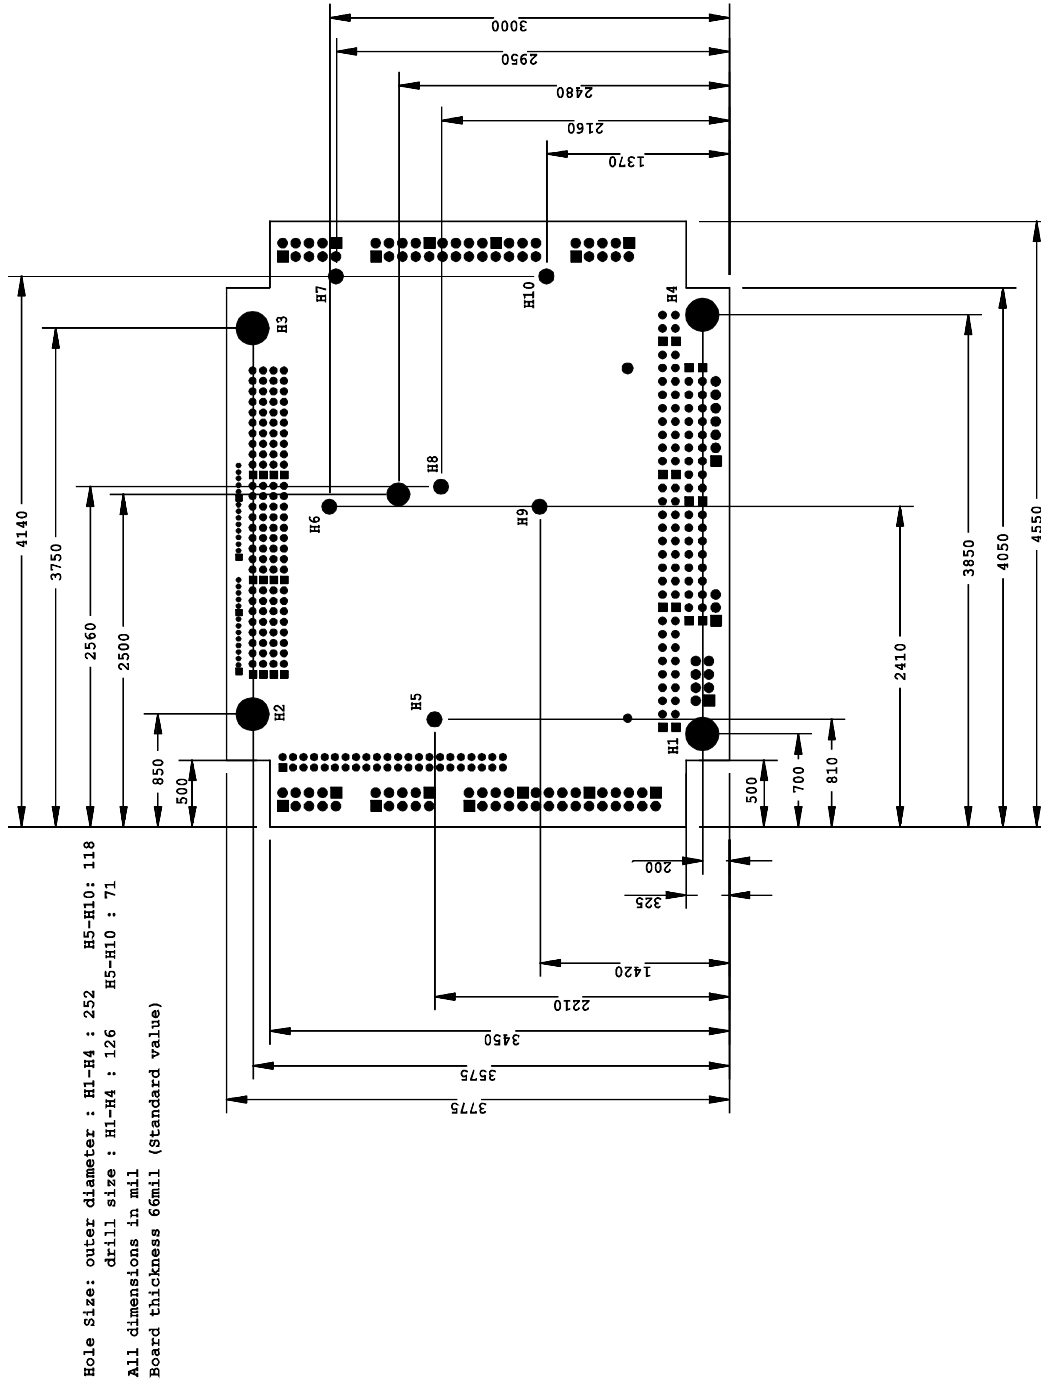 3000
2950
2480
2160
1370
H7
H10
H4
H3
H8
H6
H9
H5
H2
H1
4140
3750
2560
2500
850
500
500
700
810
2410
3850
4050
4550
200
325
1420
2210
3450
3575
3775
Hole Size: outer diameter : H1-H4 : 252 H5-H10: 118
drill size : H1-H4 : 126 H5-H10 : 71
All dimensions in mil
Board thickness 66mil (Standard value)